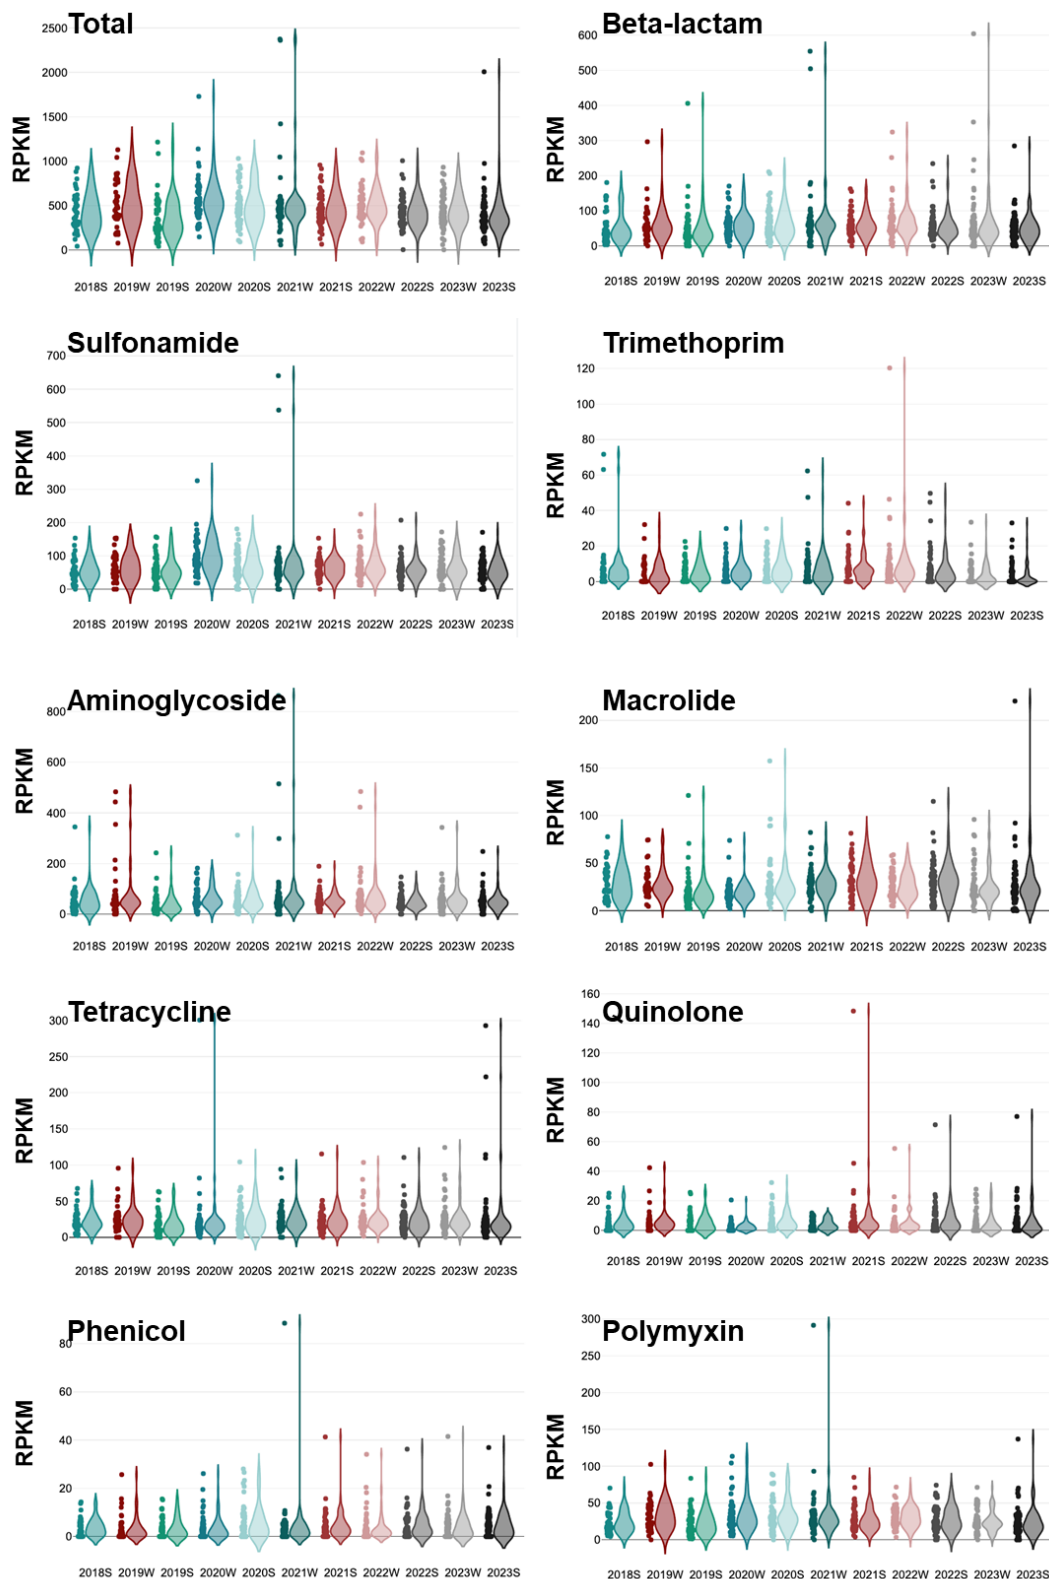 Total
RPKM
2500
2000
1500
1000
500
0
2018S 2019W 2019S 2020W 2020S 2021W 2021S 2022W 2022S 2023W 2023S
Beta-lactam
RPKM
600
500
400
300
200
100
0
2018S 2019W 2019S 2020W 2020S 2021W 2021S 2022W 2022S 2023W 2023S
Sulfonamide
RPKM
700
600
500
400
300
200
100
0
2018S 2019W 2019S 2020W 2020S 2021W 2021S 2022W 2022S 2023W 2023S
Trimethoprim
RPKM
120
100
80
60
40
20
0
2018S 2019W 2019S 2020W 2020S 2021W 2021S 2022W 2022S 2023W 2023S
Aminoglycoside
RPKM
800
600
400
200
0
2018S 2019W 2019S 2020W 2020S 2021W 2021S 2022W 2022S 2023W 2023S
Macrolide
RPKM
200
150
100
50
0
2018S 2019W 2019S 2020W 2020S 2021W 2021S 2022W 2022S 2023W 2023S
Tetracycline
RPKM
300
250
200
150
100
50
0
2018S 2019W 2019S 2020W 2020S 2021W 2021S 2022W 2022S 2023W 2023S
Quinolone
RPKM
160
140
120
100
80
60
40
20
0
2018S 2019W 2019S 2020W 2020S 2021W 2021S 2022W 2022S 2023W 2023S
Phenicol
RPKM
80
60
40
20
0
2018S 2019W 2019S 2020W 2020S 2021W 2021S 2022W 2022S 2023W 2023S
Polymyxin
RPKM
300
250
200
150
100
50
0
2018S 2019W 2019S 2020W 2020S 2021W 2021S 2022W 2022S 2023W 2023S